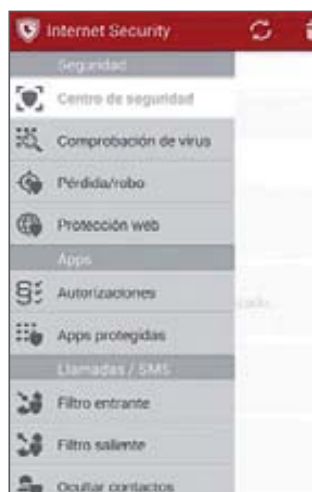 Internet Security
Seguridad
Centro de seguridad
Comprobación de virus
Pérdida/robo
Protección web
Apps
Autorizaciones
Apps protegidas
Llamadas / SMS
Filtro entrante
Filtro saliente
Ocultar contactos